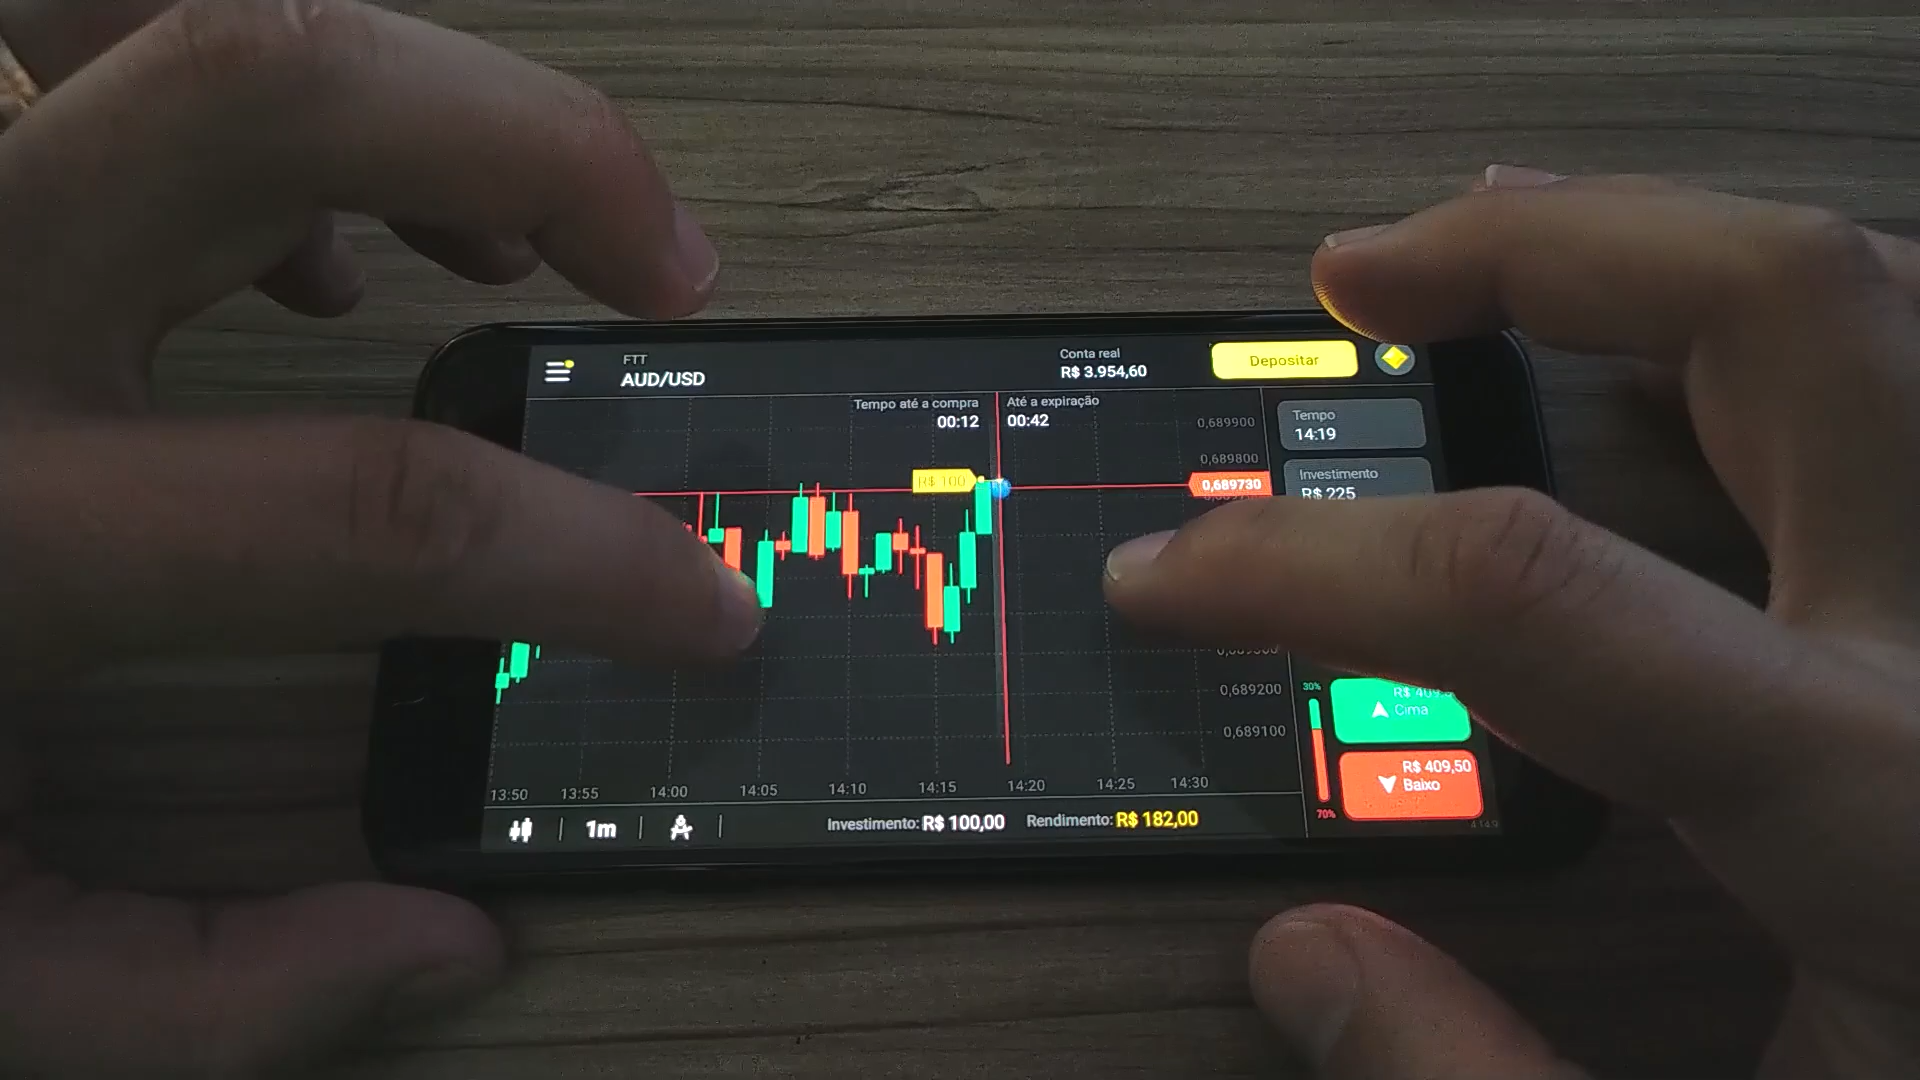 FTT
AUD/USD
Conta real
R$ 3.954,60
Depositar
Tempo até a compra
00:12
Até a expiração
00:42
0,689900
0,689800
0,689730
R$ 100
Tempo
14:19
Investimento
R$ 225
0,689200
0,689100
30%
Cima
R$ 409,50
Baixo
70%
13:50 13:55 14:00 14:05 14:10 14:15 14:20 14:25 14:30
1m
Investimento: R$ 100,00 Rendimento: R$ 182,00